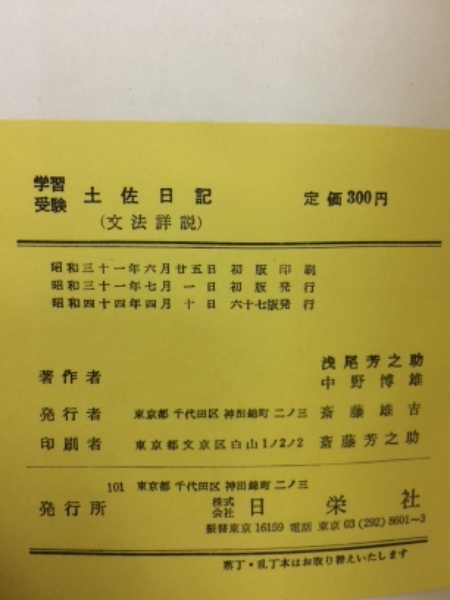 学習受験 土佐日記 定価300円
(文法詳説)
昭和三十一年六月廿五日 初版印刷
昭和三十一年七月一日 初版発行
昭和四十四年四月十日 六十七版発行
著作者 浅尾芳之助
中野博雄
発行者 東京都千代田区神田錦町二ノ三 斎藤雄吉
印刷者 東京都文京区白山1ノ2ノ2 斎藤芳之助
101 東京都千代田区神田錦町二ノ三
発行所 株式会社 日栄社
振替東京16159 電話東京03(292)8601~3
落丁・乱丁本はお取り替えいたします